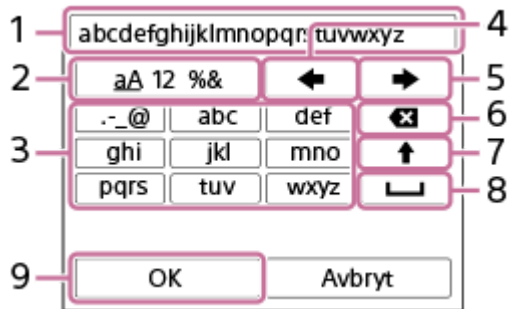 1 abcdefghijklmnopqrstuvwxyz 4
2 aA 12 %& 5
.-_@ abc def 6
3 ghi jkl mno 7
pqrs tuv wxyz 8
9 OK Avbryt